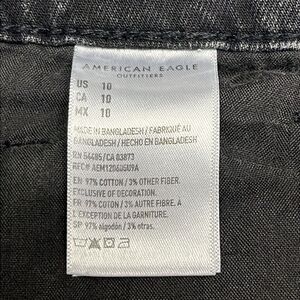 AMERICAN EAGLE
OUTFITTERS
US 10
CA 10
MX 10
MADE IN BANGLADESH / FABRIQUÉ AU
BANGLADESH / HECHO EN BANGLADESH
RN 54485/CA 03873
RFC# AEM120605U9A
EN: 97% COTTON / 3% OTHER FIBER.
EXCLUSIVE OF DECORATION.
FR: 97% COTON / 3% AUTRE FIBRE. À
L'EXCEPTION DE LA GARNITURE.
SP: 97% algodón / 3% otras.